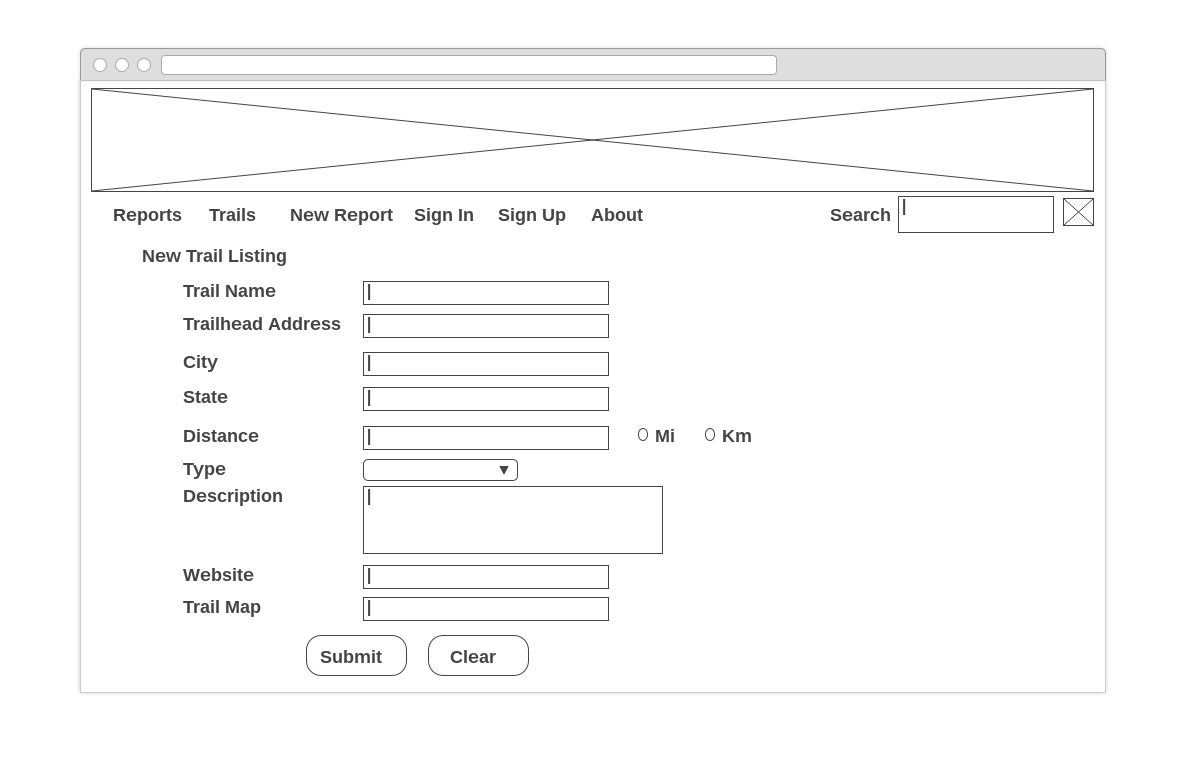 Reports Trails New Report Sign In Sign Up About Search
New Trail Listing
Trail Name
Trailhead Address
City
State
Distance Mi Km
Type
Description
Website
Trail Map
Submit Clear